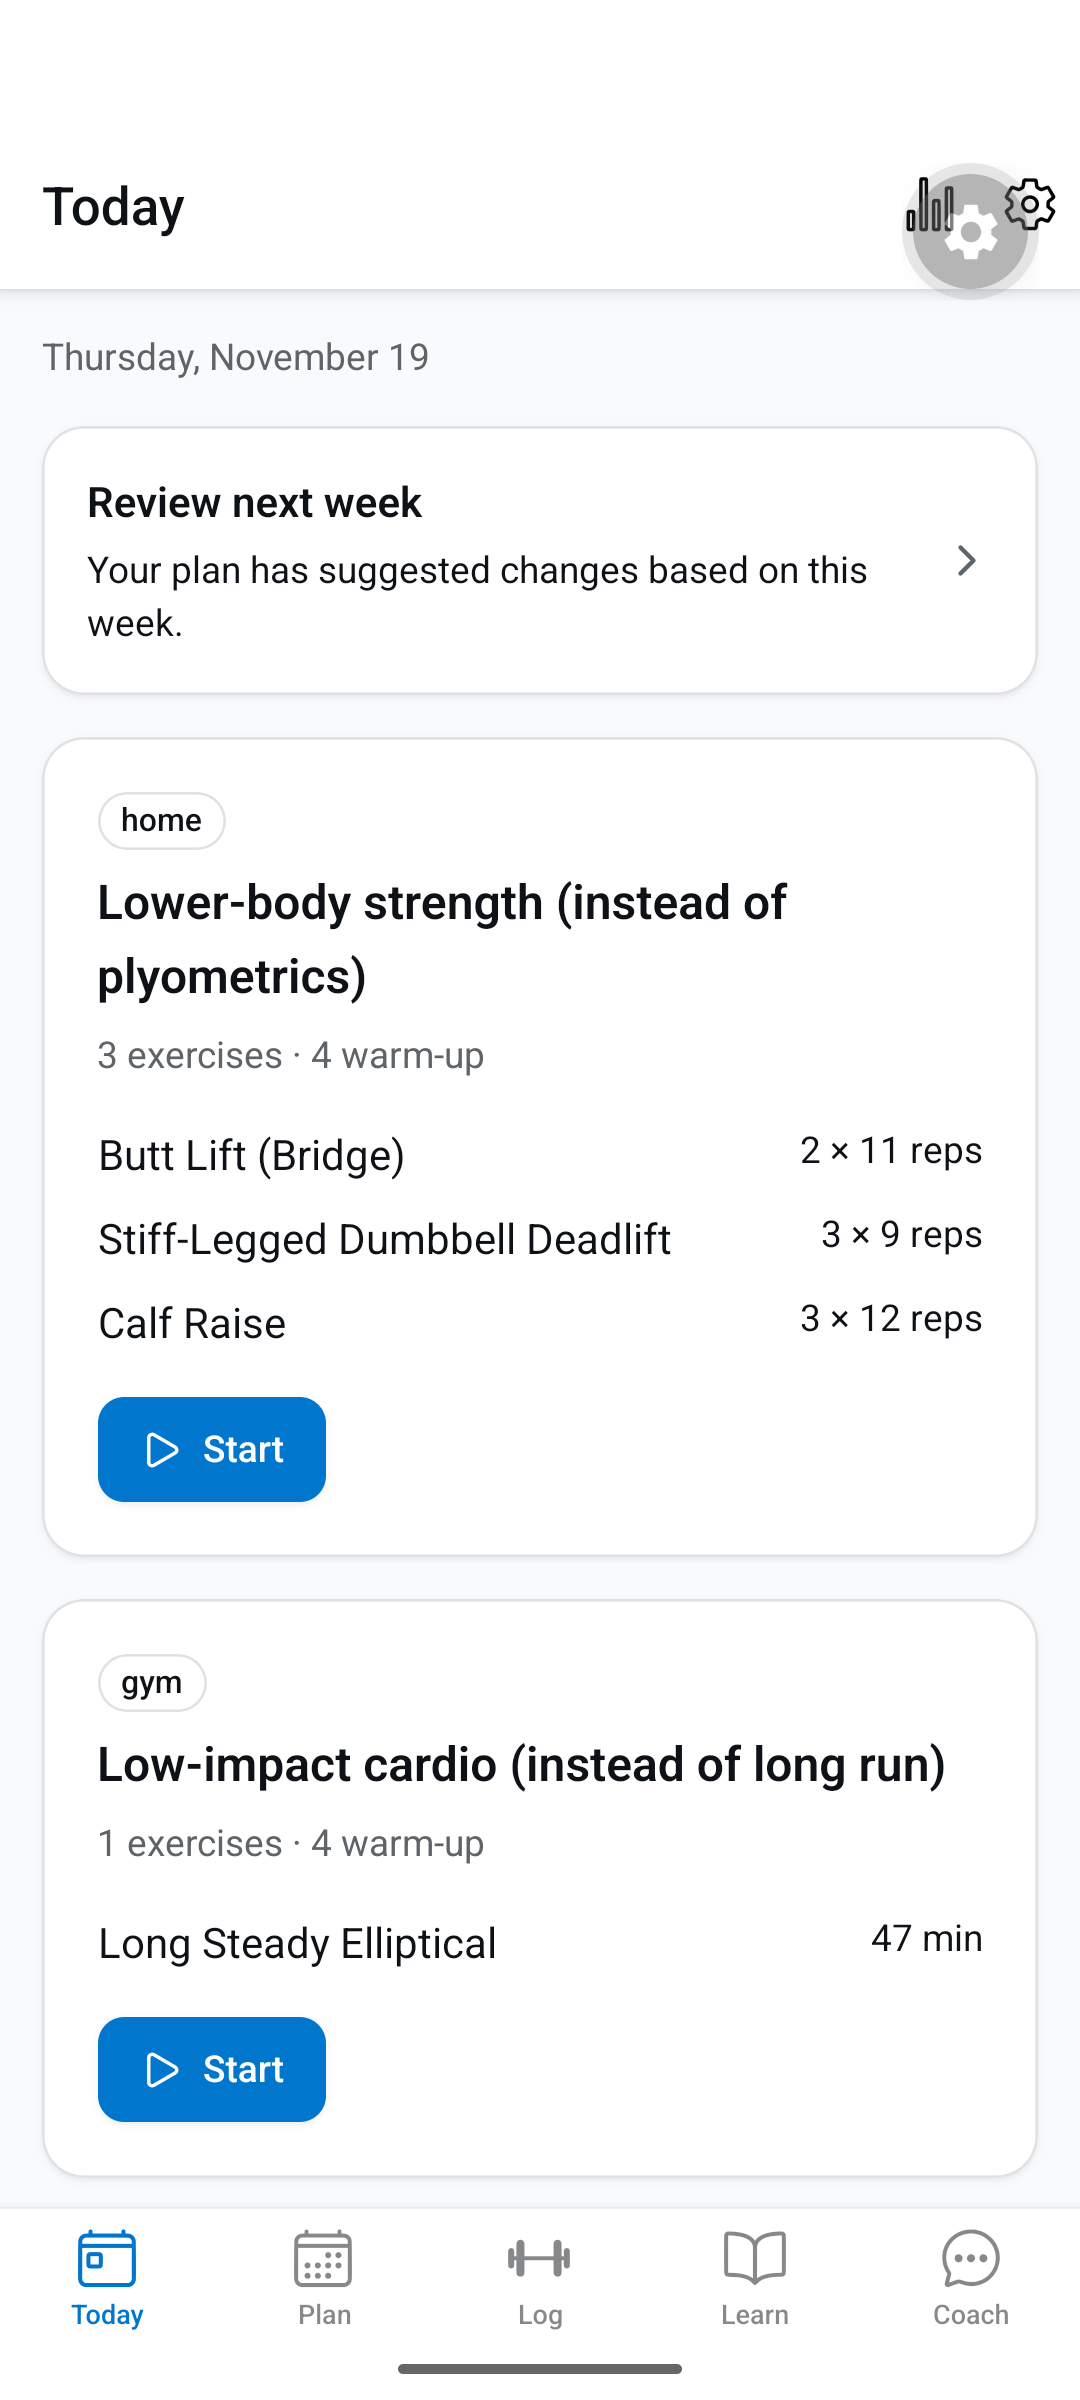 Today
Thursday, November 19
Review next week
Your plan has suggested changes based on this
week.
home
Lower-body strength (instead of
plyometrics)
3 exercises · 4 warm-up
Butt Lift (Bridge) 2 × 11 reps
Stiff-Legged Dumbbell Deadlift 3 × 9 reps
Calf Raise 3 × 12 reps
Start
gym
Low-impact cardio (instead of long run)
1 exercises · 4 warm-up
Long Steady Elliptical 47 min
Start
Today Plan Log Learn Coach